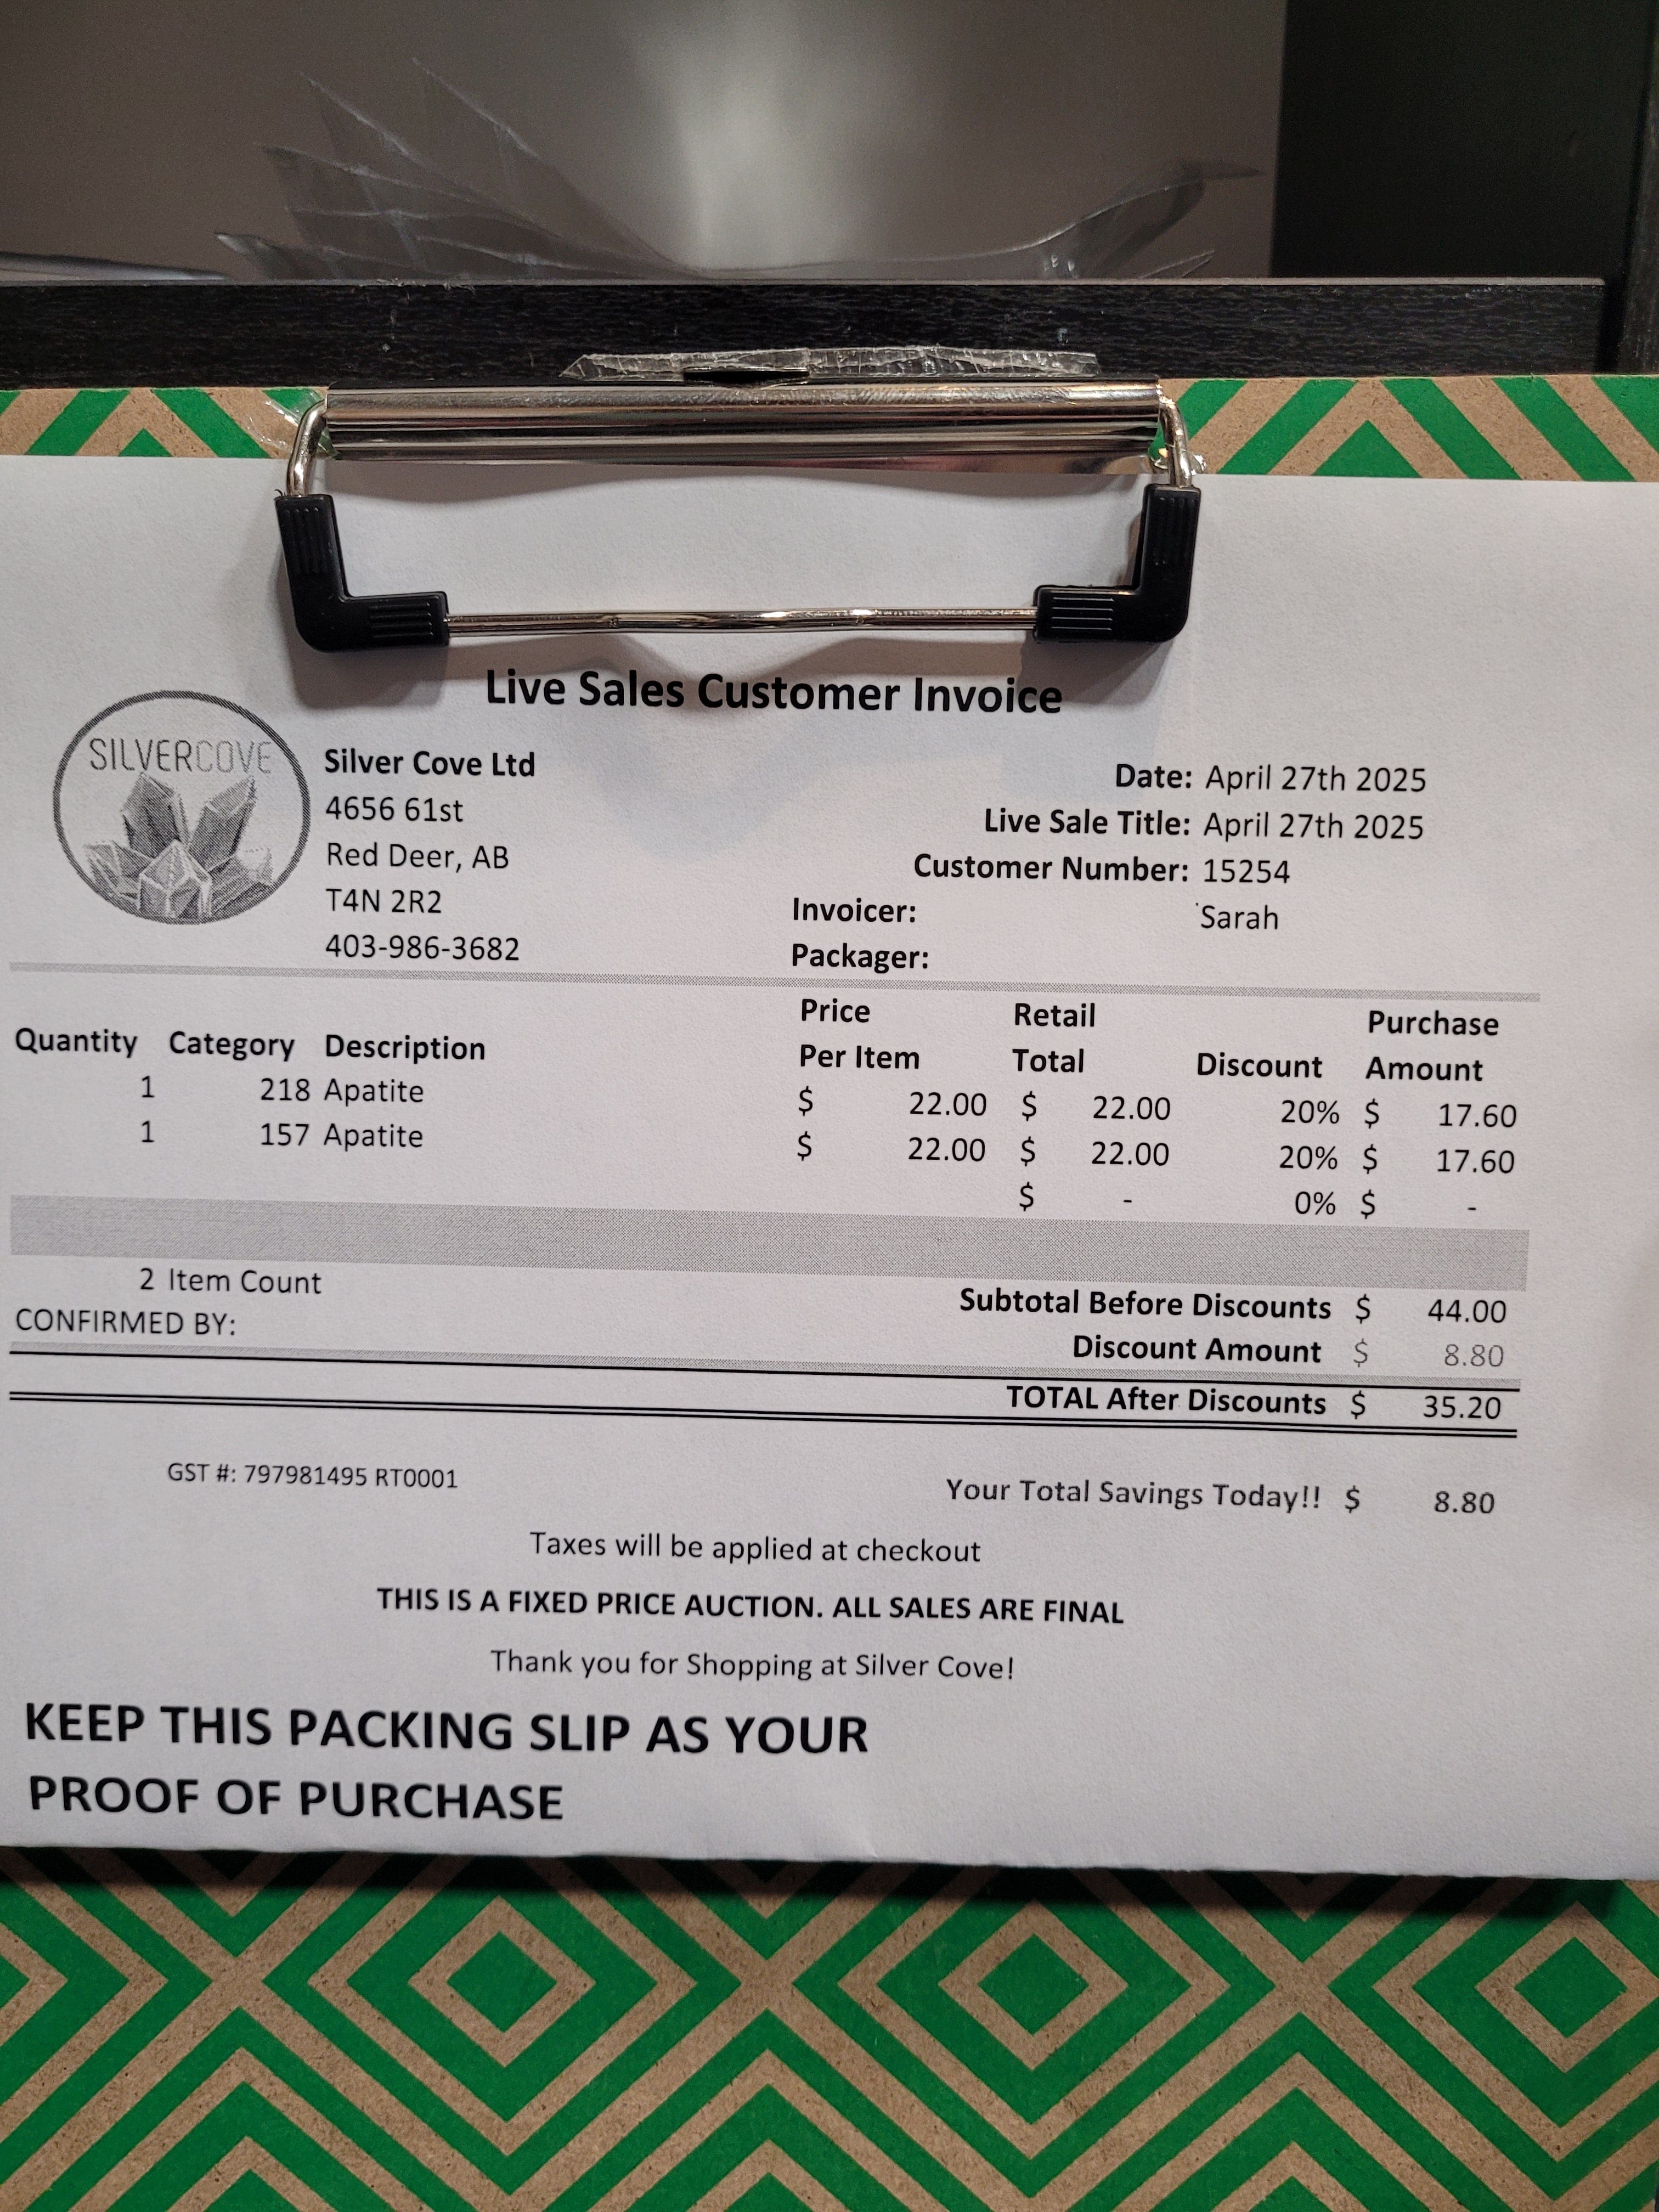 Live Sales Customer Invoice
SILVERCOVE
Silver Cove Ltd
4656 61st
Red Deer, AB
T4N 2R2
403-986-3682
Date: April 27th 2025
Live Sale Title: April 27th 2025
Customer Number: 15254
Invoicer: Sarah
Packager:
Quantity Category Description Price Per Item Retail Total Discount Purchase Amount
1 218 Apatite $ 22.00 $ 22.00 20% $ 17.60
1 157 Apatite $ 22.00 $ 22.00 20% $ 17.60
$ - 0% $ -
2 Item Count
CONFIRMED BY:
Subtotal Before Discounts $ 44.00
Discount Amount $ 8.80
TOTAL After Discounts $ 35.20
GST #: 797981495 RT0001
Your Total Savings Today!! $ 8.80
Taxes will be applied at checkout
THIS IS A FIXED PRICE AUCTION. ALL SALES ARE FINAL
Thank you for Shopping at Silver Cove!
KEEP THIS PACKING SLIP AS YOUR
PROOF OF PURCHASE